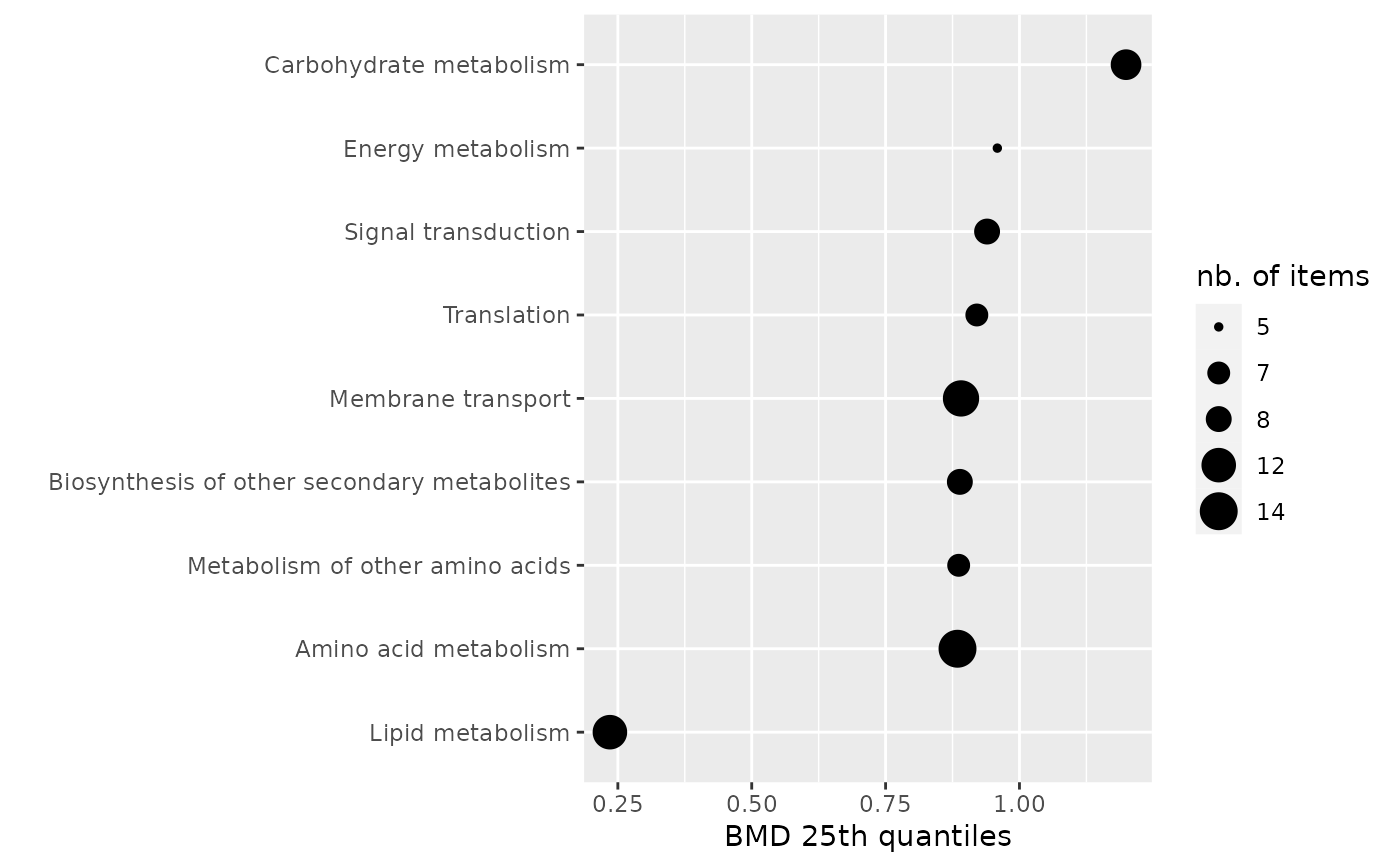 Carbohydrate metabolism
Energy metabolism
Signal transduction
Translation
Membrane transport
Biosynthesis of other secondary metabolites
Metabolism of other amino acids
Amino acid metabolism
Lipid metabolism
0.25 0.50 0.75 1.00
BMD 25th quantiles
nb. of items
5
7
8
12
14